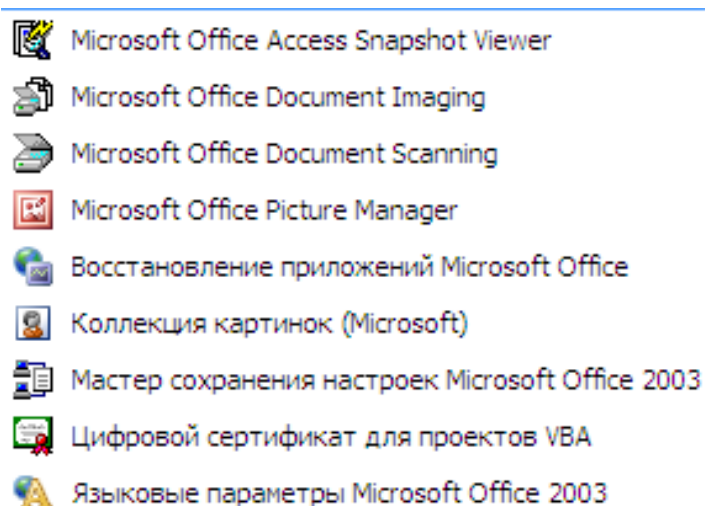 Microsoft Office Access Snapshot Viewer
Microsoft Office Document Imaging
Microsoft Office Document Scanning
Microsoft Office Picture Manager
Восстановление приложений Microsoft Office
Коллекция картинок (Microsoft)
Мастер сохранения настроек Microsoft Office 2003
Цифровой сертификат для проектов VBA
Языковые параметры Microsoft Office 2003